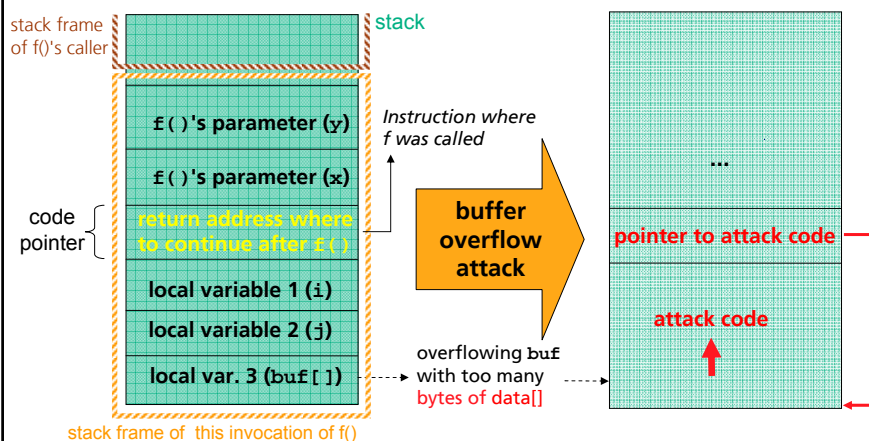 stack frame
of f()'s caller
stack
f()'s parameter (y)
f()'s parameter (x)
code
pointer
return address where
to continue after f()
local variable 1 (i)
local variable 2 (j)
local var. 3 (buf[])
stack frame of this invocation of f()
Instruction where
f was called
buffer
overflow
attack
overflowing buf
with too many
bytes of data[]
...
pointer to attack code
attack code